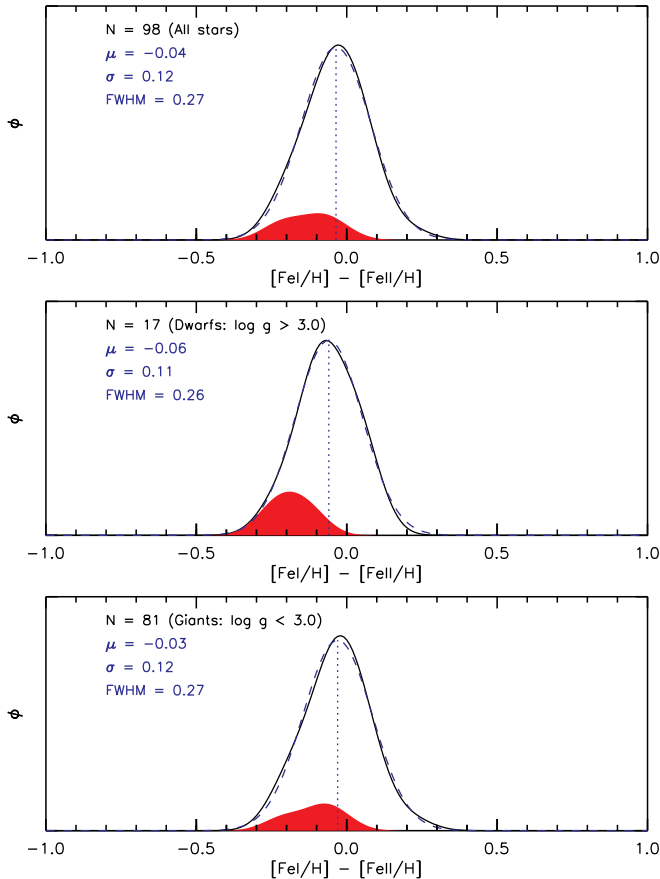 N = 98 (All stars)
μ = −0.04
σ = 0.12
FWHM = 0.27
ϕ
−1.0 −0.5 0.0 0.5 1.0
[FeI/H] − [FeII/H]
N = 17 (Dwarfs: log g > 3.0)
μ = −0.06
σ = 0.11
FWHM = 0.26
ϕ
−1.0 −0.5 0.0 0.5 1.0
[FeI/H] − [FeII/H]
N = 81 (Giants: log g < 3.0)
μ = −0.03
σ = 0.12
FWHM = 0.27
ϕ
−1.0 −0.5 0.0 0.5 1.0
[FeI/H] − [FeII/H]